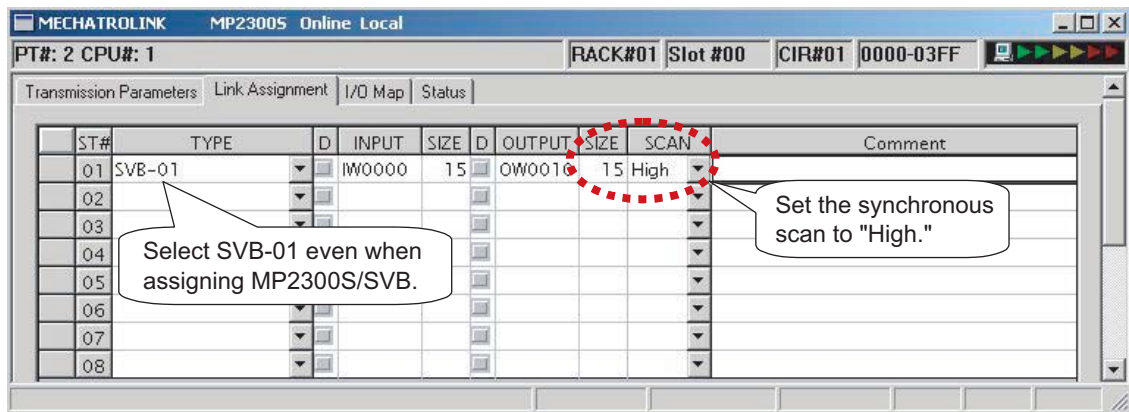 MECHATROLINK MP2300S Online Local
PT#: 2 CPU#: 1 RACK#01 Slot #00 CIR#01 0000-03FF
Transmission Parameters Link Assignment I/O Map Status
ST# TYPE D INPUT SIZE D OUTPUT SIZE SCAN Comment
01 SVB-01 IW0000 15 OW0010 15 High
02
03
04
05
06
07
08
Select SVB-01 even when
assigning MP2300S/SVB.
Set the synchronous
scan to "High."